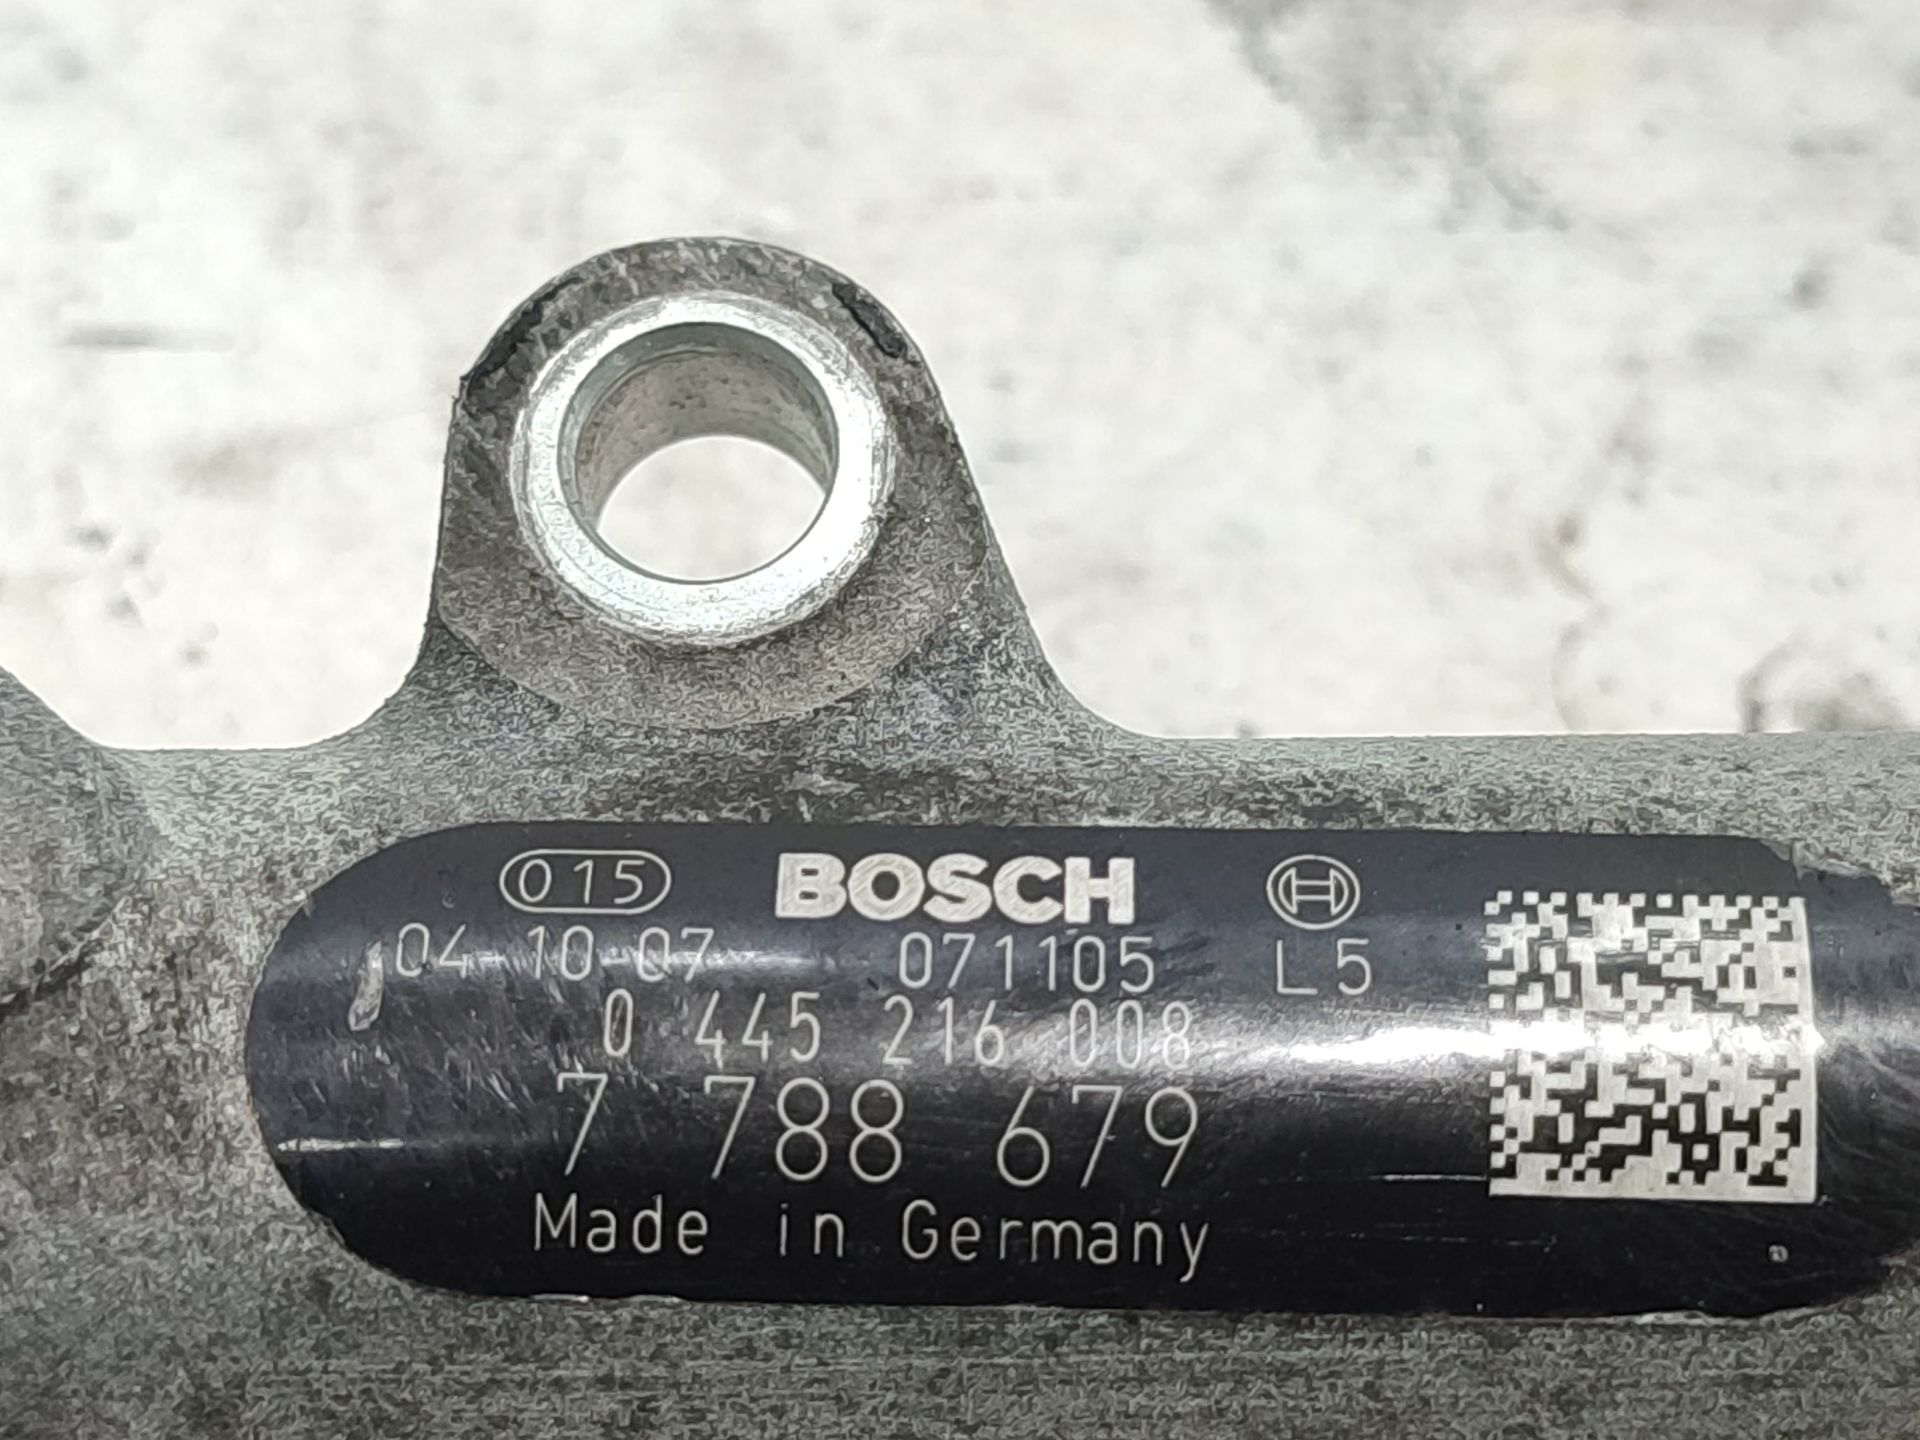 015 BOSCH
04 10 07 071105 L5
0 445 216 008
7 788 679
Made in Germany